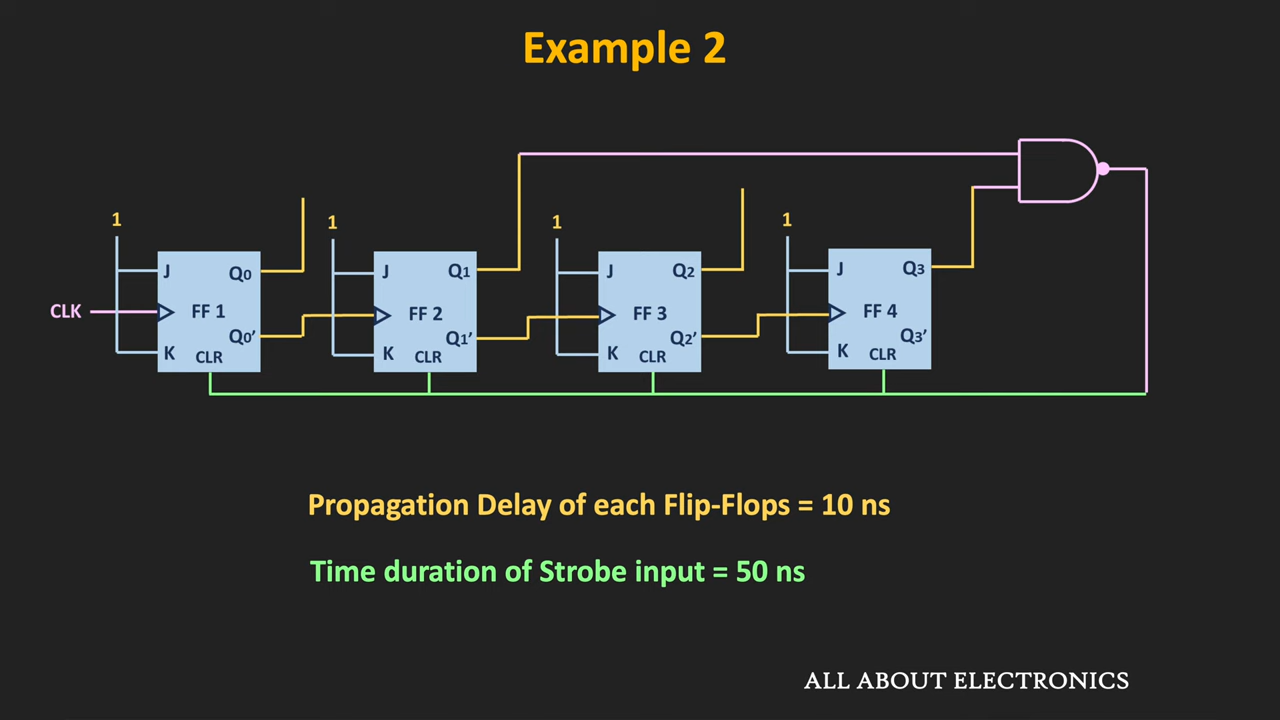 Example 2
1 1 1 1
J Q0 J Q1 J Q2 J Q3
CLK FF 1 FF 2 FF 3 FF 4
Q0' Q1' Q2' Q3'
K CLR K CLR K CLR K CLR
Propagation Delay of each Flip-Flops = 10 ns
Time duration of Strobe input = 50 ns
ALL ABOUT ELECTRONICS